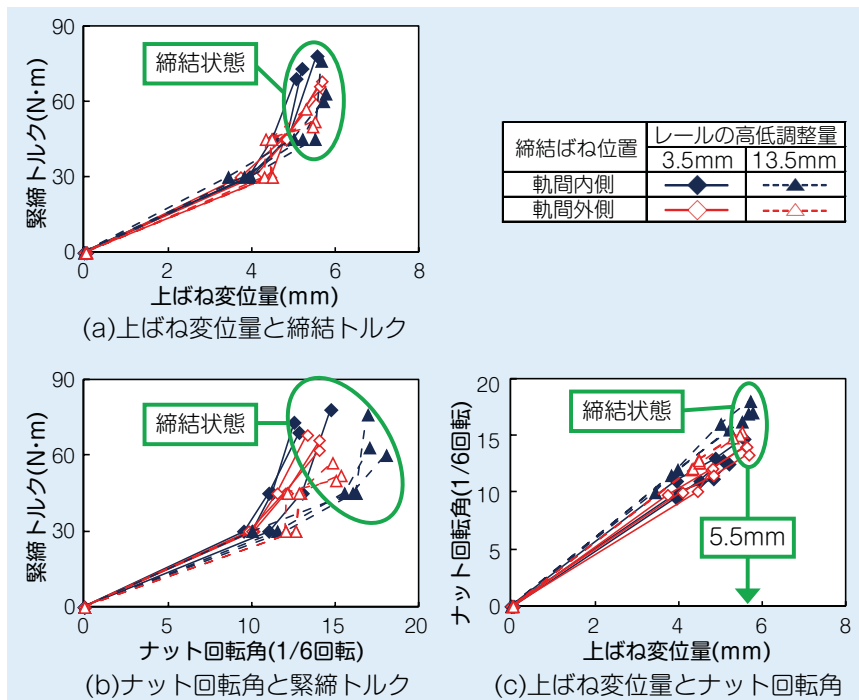 90
60
30
0
緊締トルク(N・m)
締結状態
0
2
4
6
8
上ばね変位量(mm)
(a)上ばね変位量と締結トルク
締結ばね位置
レールの高低調整量
3.5mm
13.5mm
軌間内側
軌間外側
90
60
30
0
緊締トルク(N・m)
締結状態
0
5
10
15
20
ナット回転角(1/6回転)
(b)ナット回転角と緊締トルク
20
15
10
5
0
ナット回転角(1/6回転)
締結状態
5.5mm
0
2
4
6
8
上ばね変位量(mm)
(c)上ばね変位量とナット回転角